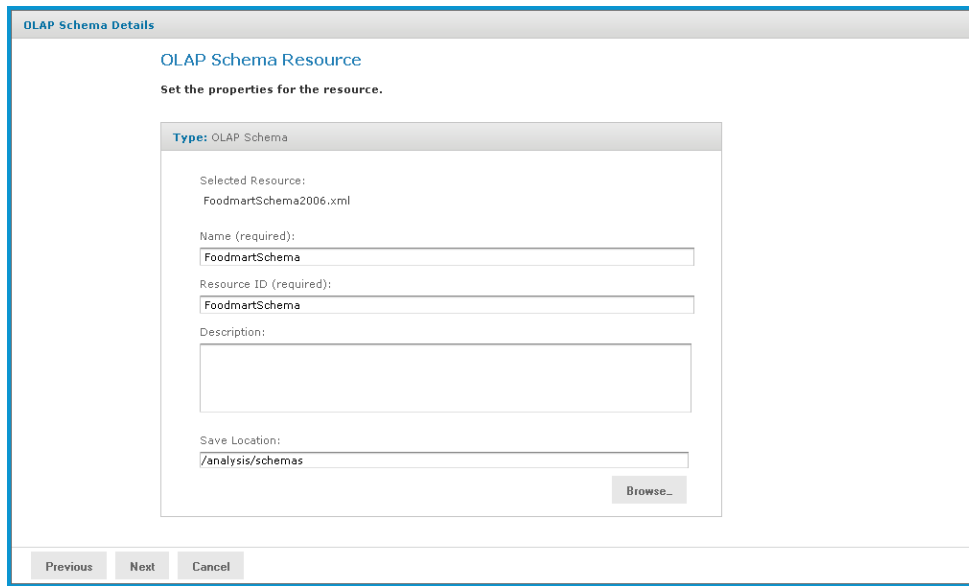 OLAP Schema Details
OLAP Schema Resource
Set the properties for the resource.
Type: OLAP Schema
Selected Resource:
FoodmartSchema2006.xml
Name (required):
FoodmartSchema
Resource ID (required):
FoodmartSchema
Description:
Save Location:
/analysis/schemas
Browse...
Previous Next Cancel